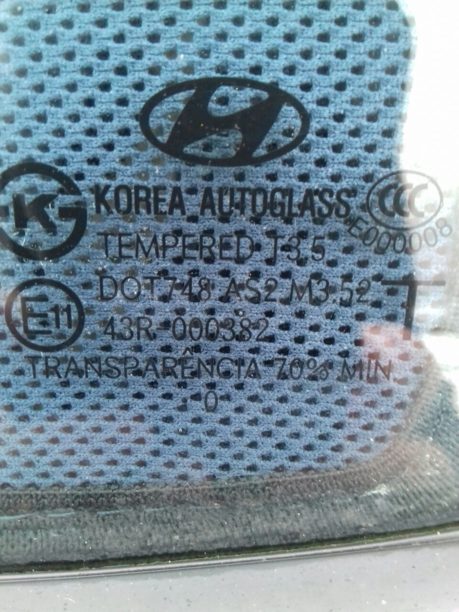 KOREA AUTOGLASS
CCC
E000008
K
TEMPERED T3.5
DOT748 AS2 M3.52
E11
43R-000382
TRANSPARÊNCIA 70% MIN
0